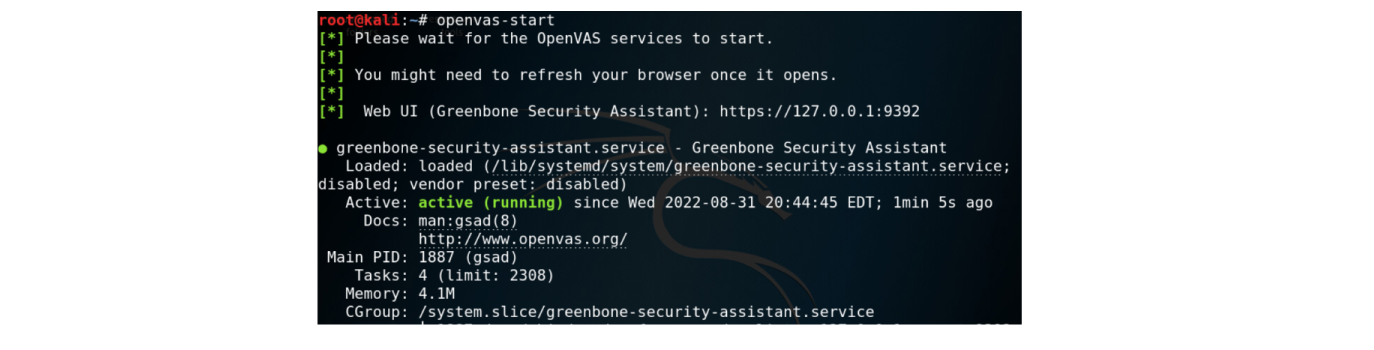 root@kali:~# openvas-start
[*] Please wait for the OpenVAS services to start.
[*]
[*] You might need to refresh your browser once it opens.
[*]
[*]  Web UI (Greenbone Security Assistant): https://127.0.0.1:9392
● greenbone-security-assistant.service - Greenbone Security Assistant
Loaded: loaded (/lib/systemd/system/greenbone-security-assistant.service;
disabled; vendor preset: disabled)
Active: active (running) since Wed 2022-08-31 20:44:45 EDT; 1min 5s ago
Docs: man:gsad(8)
http://www.openvas.org/
Main PID: 1887 (gsad)
Tasks: 4 (limit: 2308)
Memory: 4.1M
CGroup: /system.slice/greenbone-security-assistant.service